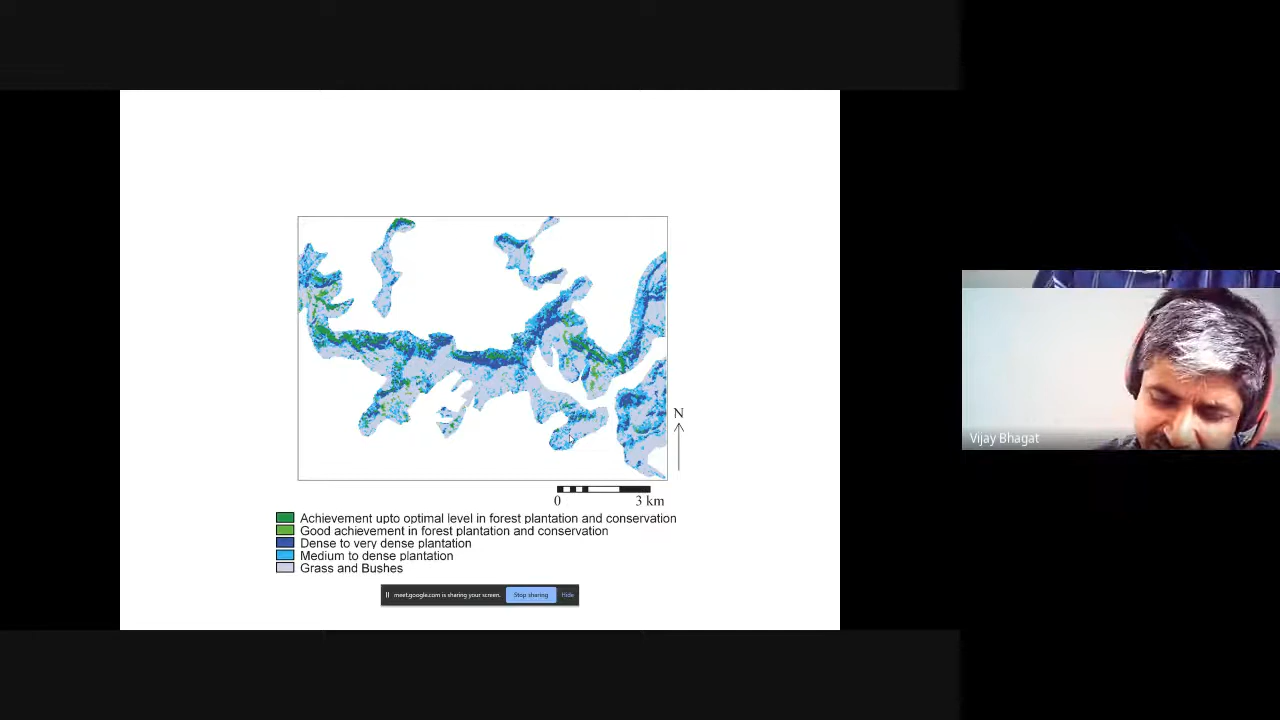 N
0 3 km
Achievement upto optimal level in forest plantation and conservation
Good achievement in forest plantation and conservation
Dense to very dense plantation
Medium to dense plantation
Grass and Bushes
meet.google.com is sharing your screen. Stop sharing Hide
Vijay Bhagat